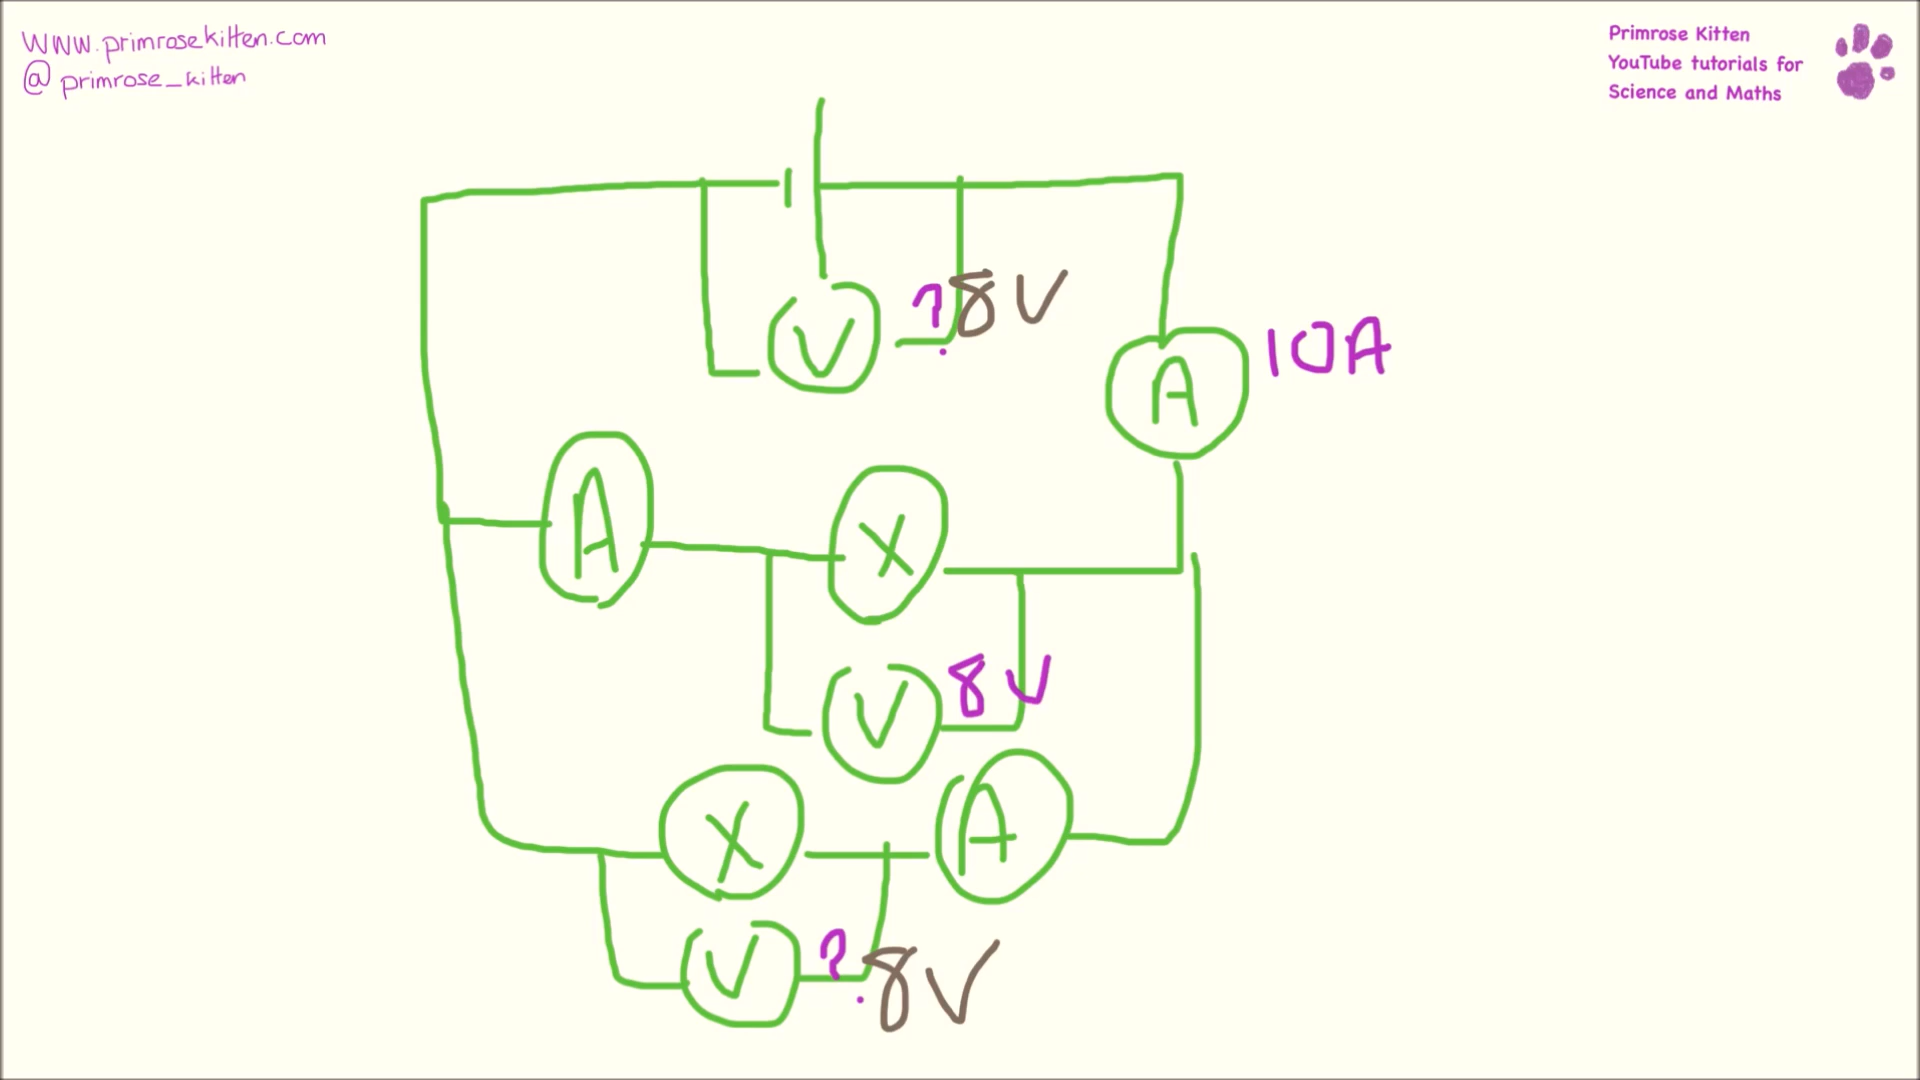 www.primrosekitten.com
@primrose_kitten
Primrose Kitten
YouTube tutorials for
Science and Maths
V ? 8V
A 10A
A X
V 8V
X A
V ? 8V